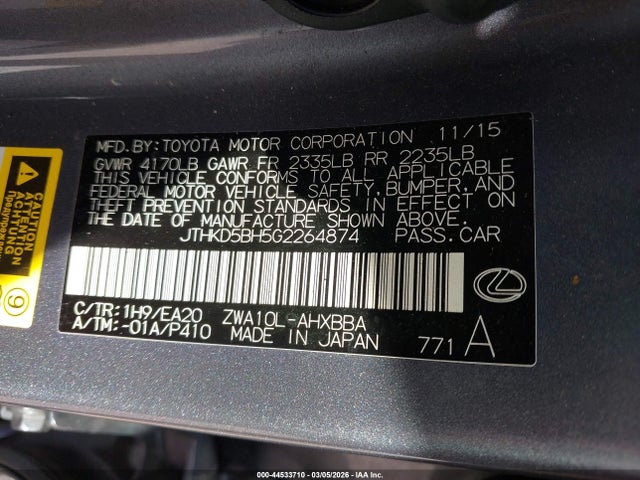 MFD. BY: TOYOTA MOTOR CORPORATION 11/15
GVWR 4170LB GAWR FR 2335LB RR 2235LB
THIS VEHICLE CONFORMS TO ALL APPLICABLE
FEDERAL MOTOR VEHICLE SAFETY, BUMPER, AND
THEFT PREVENTION STANDARDS IN EFFECT ON
THE DATE OF MANUFACTURE SHOWN ABOVE.
JTHKD5BH5G2264874 PASS. CAR
C/TR: 1H9/EA20 ZWA10L-AHXBBA
A/TM: -01A/P410 MADE IN JAPAN 771 A
CAUTION
ACHTUNG
9
000-44533710 - 03/05/2026 - IAA Inc.